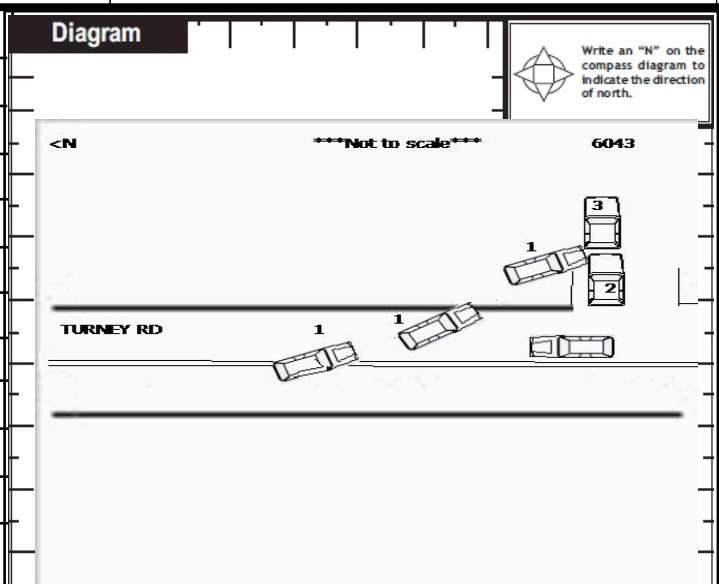 Diagram
Write an “N” on the
compass diagram to
indicate the direction
of north.
<N ***Not to scale*** 6043
3
1
2
1
TURNEY RD 1